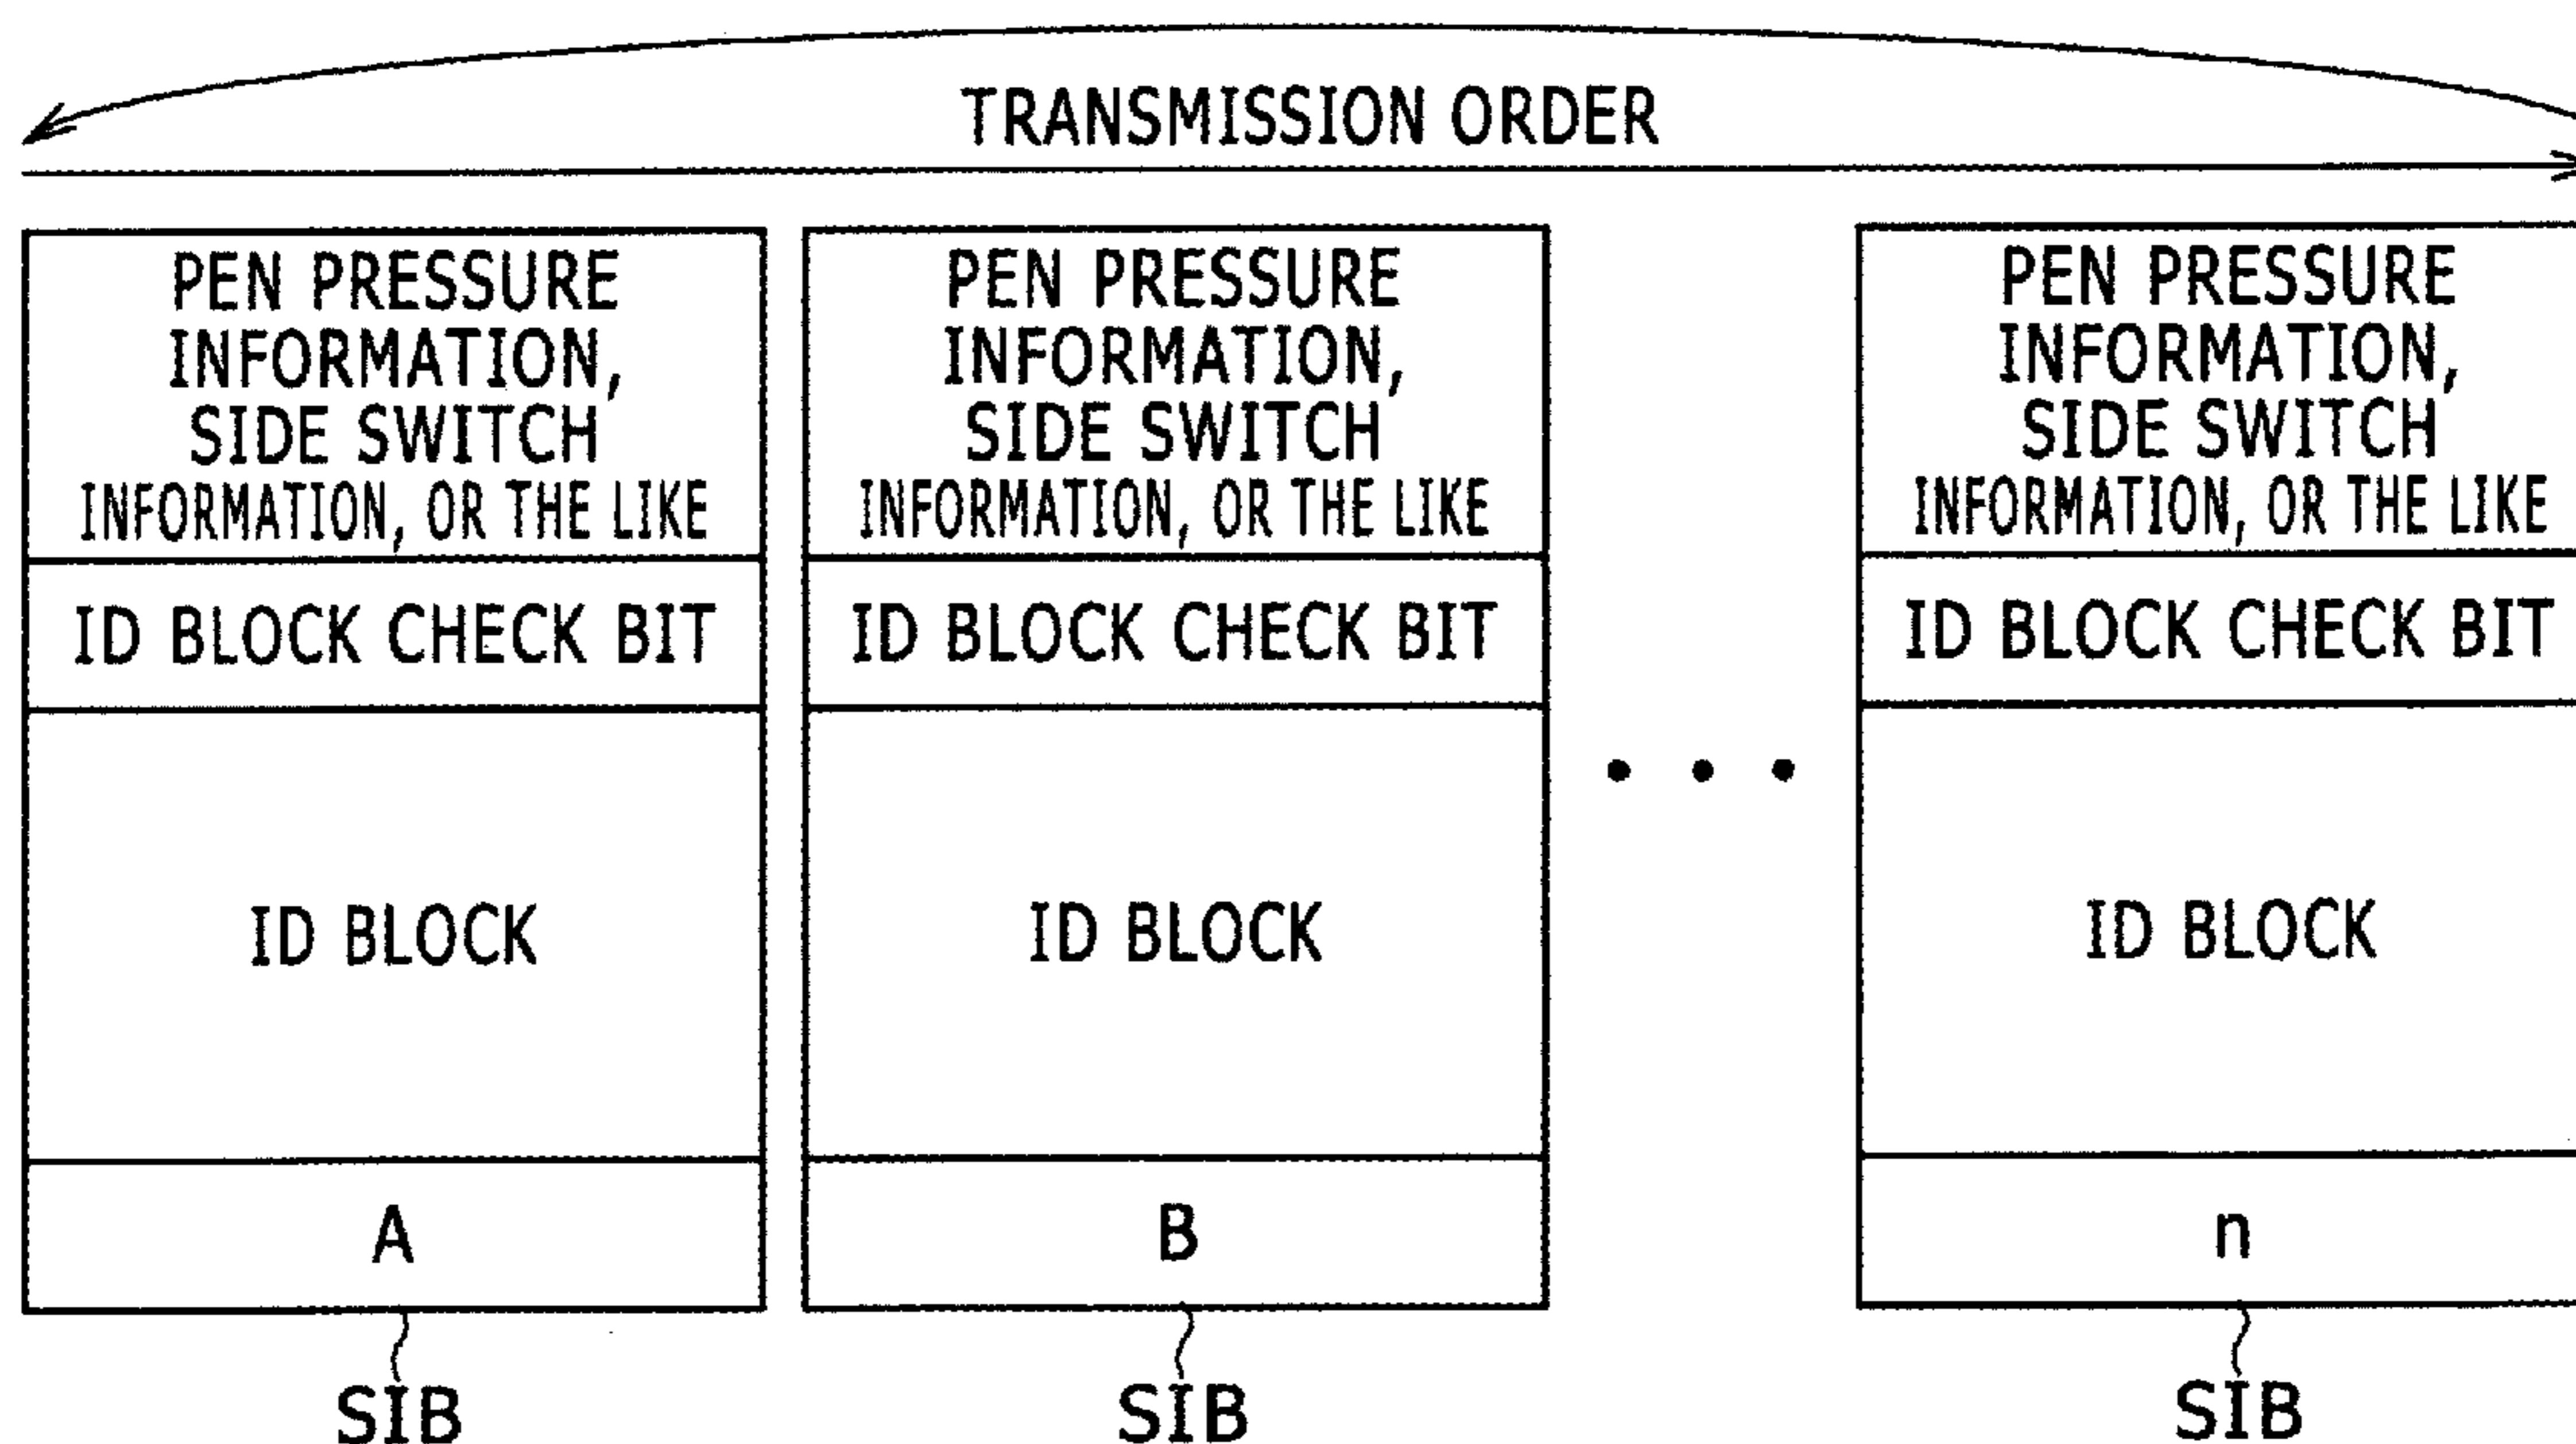 TRANSMISSION ORDER
PEN PRESSURE
INFORMATION,
SIDE SWITCH
INFORMATION, OR THE LIKE
ID BLOCK CHECK BIT
ID BLOCK
A
SIB
PEN PRESSURE
INFORMATION,
SIDE SWITCH
INFORMATION, OR THE LIKE
ID BLOCK CHECK BIT
ID BLOCK
B
SIB
• • •
PEN PRESSURE
INFORMATION,
SIDE SWITCH
INFORMATION, OR THE LIKE
ID BLOCK CHECK BIT
ID BLOCK
n
SIB